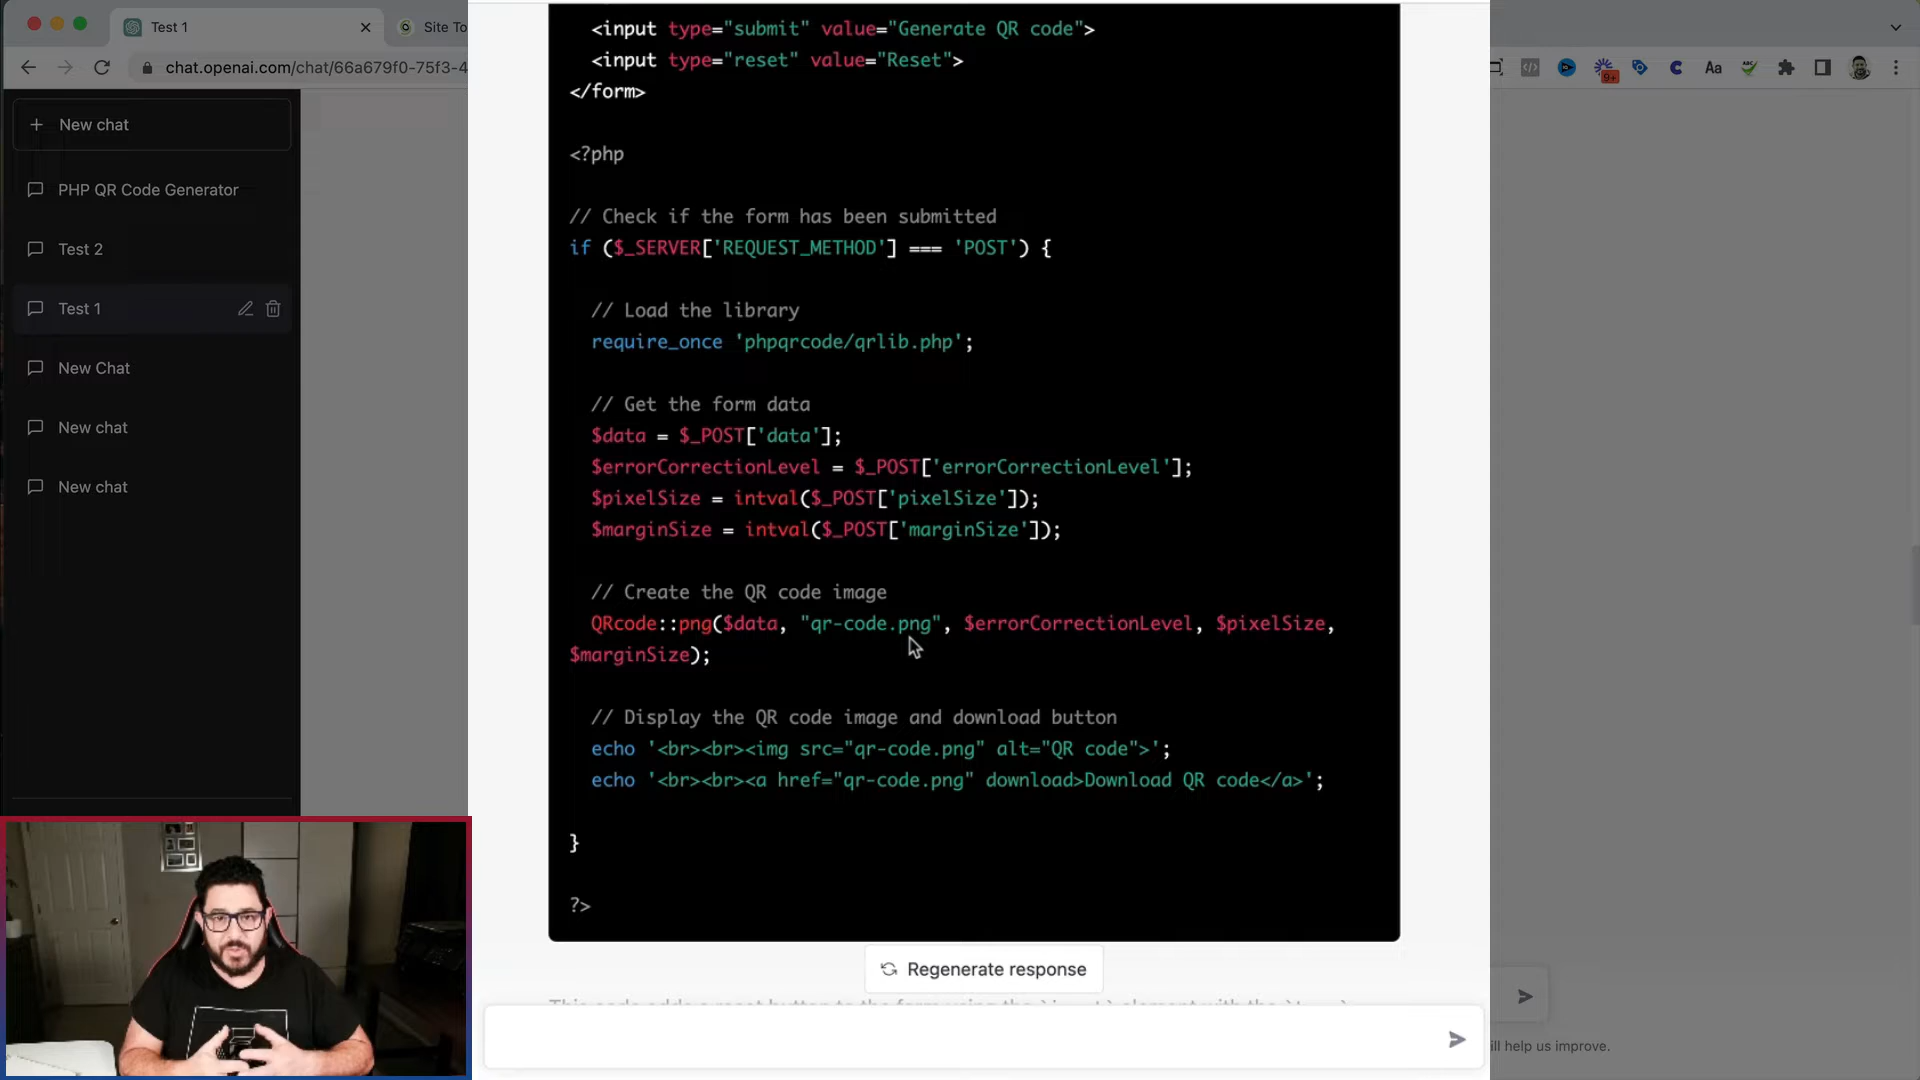 Test 1
Site To
chat.openai.com/chat/66a679f0-75f3-4
9+
Aa
New chat
PHP QR Code Generator
Test 2
Test 1
New Chat
New chat
New chat
<input type="submit" value="Generate QR code">
<input type="reset" value="Reset">
</form>
<?php
// Check if the form has been submitted
if ($_SERVER['REQUEST_METHOD'] === 'POST') {
// Load the library
require_once 'phpqrcode/qrlib.php';
// Get the form data
$data = $_POST['data'];
$errorCorrectionLevel = $_POST['errorCorrectionLevel'];
$pixelSize = intval($_POST['pixelSize']);
$marginSize = intval($_POST['marginSize']);
// Create the QR code image
QRcode::png($data, "qr-code.png", $errorCorrectionLevel, $pixelSize,
$marginSize);
// Display the QR code image and download button
echo '<br><br><img src="qr-code.png" alt="QR code">';
echo '<br><br><a href="qr-code.png" download>Download QR code</a>';
}
?>
Regenerate response
ill help us improve.